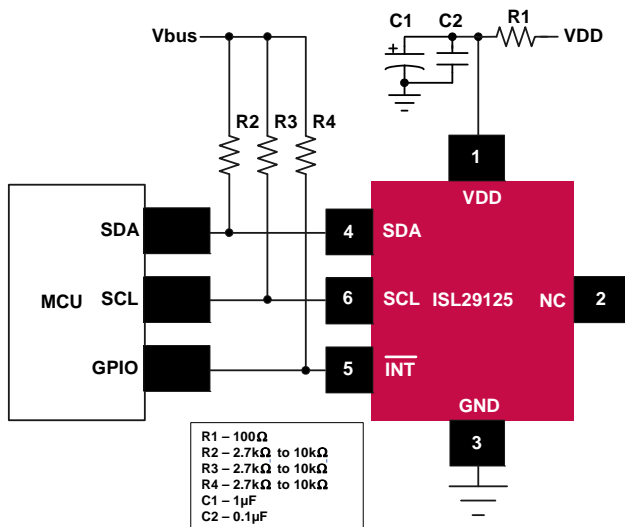 C1 C2 R1
Vbus
+
VDD
R2 R3 R4
1
VDD
SDA 4 SDA
MCU SCL 6 SCL ISL29125 NC 2
GPIO 5 INT
GND
3
R1 – 100Ω
R2 – 2.7kΩ to 10kΩ
R3 – 2.7kΩ to 10kΩ
R4 – 2.7kΩ to 10kΩ
C1 – 1µF
C2 – 0.1µF